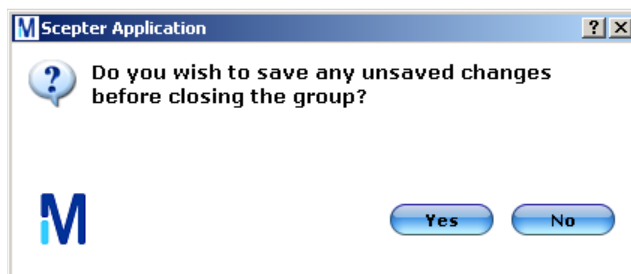 M Scepter Application ? X
? Do you wish to save any unsaved changes
before closing the group?
M Yes No